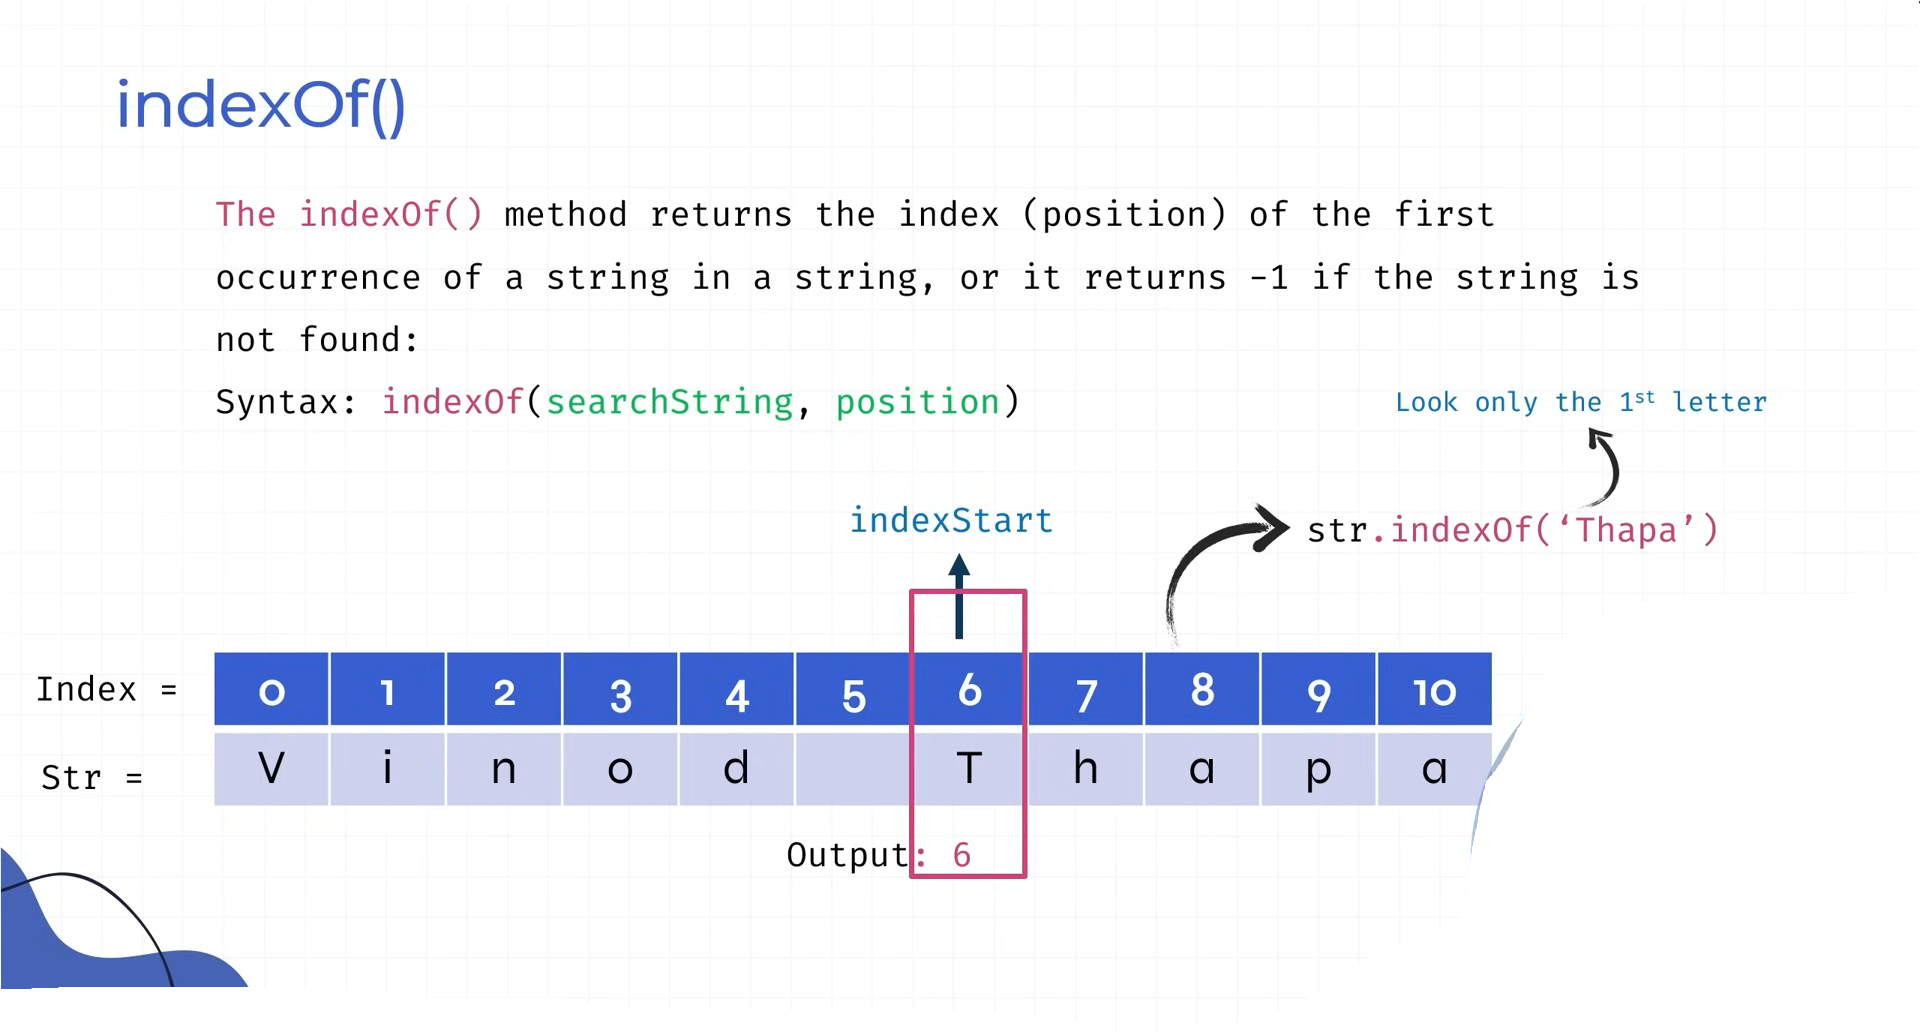 indexOf()
The indexOf() method returns the index (position) of the first
occurrence of a string in a string, or it returns -1 if the string is
not found:
Syntax: indexOf(searchString, position)
Look only the 1st letter
indexStart
str.indexOf(‘Thapa’)
Index = 0 1 2 3 4 5 6 7 8 9 10
Str = V i n o d T h a p a
Output: 6